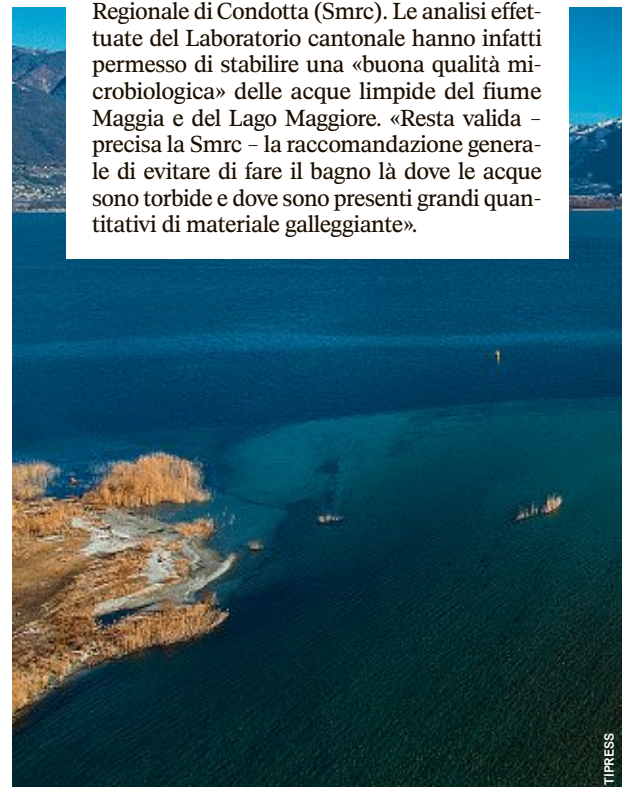 Regionale di Condotta (Smrc). Le analisi effet-
tuate del Laboratorio cantonale hanno infatti
permesso di stabilire una «buona qualità mi-
crobiologica» delle acque limpide del fiume
Maggia e del Lago Maggiore. «Resta valida –
precisa la Smrc – la raccomandazione genera-
le di evitare di fare il bagno là dove le acque
sono torbide e dove sono presenti grandi quan-
titativi di materiale galleggiante».
TIPRESS